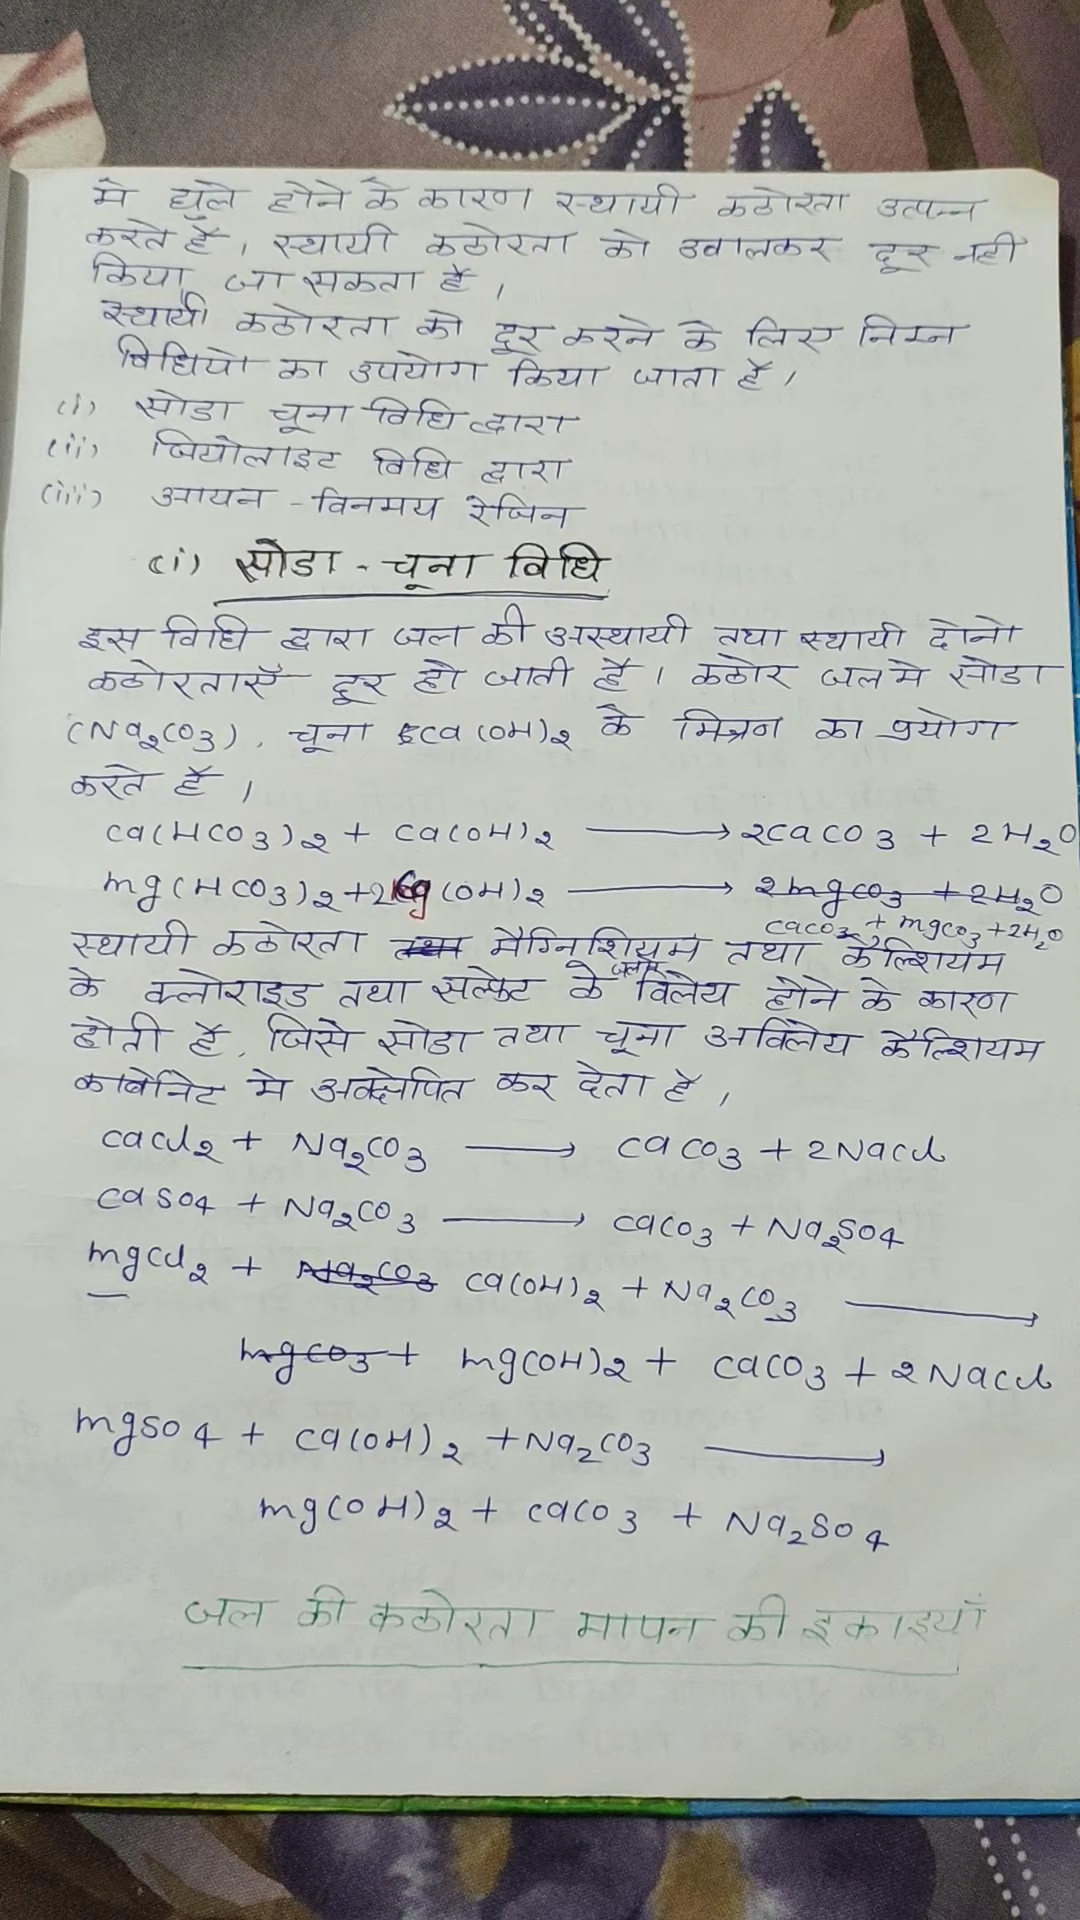 मे घुले होने के कारण स्थायी कठोरता उत्पन्न
करते हैं, स्थायी कठोरता को उबालकर दूर नही
किया जा सकता है,
स्थायी कठोरता को दूर करने के लिए निम्न
विधियो का उपयोग किया जाता है,
(i) सोडा चूना विधि द्वारा
(ii) जियोलाइट विधि द्वारा
(iii) आयन - विनमय रेजिन
(i) सोडा - चूना विधि
इस विधि द्वारा जल की अस्थायी तथा स्थायी दोनो
कठोरताएँ दूर हो जाती है। कठोर जल मे सोडा
(Na2CO3), चूना Ca(OH)2 के मिश्रण का प्रयोग
करते हैं,
Ca(HCO3)2 + Ca(OH)2 ⟶ 2CaCO3 + 2H2O
Mg(HCO3)2 + 2Ca(OH)2 ⟶ 2MgCO3 + 2H2O
CaCO3 + MgCO3 + 2H2O
स्थायी कठोरता तथा मैग्निशियम तथा कैल्शियम
के क्लोराइड तथा सल्फेट के जल मे विलेय होने के कारण
होती है, जिसे सोडा तथा चूना अविलेय कैल्शियम
कार्बोनेट मे अवक्षेपित कर देता है,
CaCl2 + Na2CO3 ⟶ CaCO3 + 2NaCl
CaSO4 + Na2CO3 ⟶ CaCO3 + Na2SO4
MgCl2 + Na2CO3 Ca(OH)2 + Na2CO3 ⟶
MgCO3 + Mg(OH)2 + CaCO3 + 2NaCl
MgSO4 + Ca(OH)2 + Na2CO3 ⟶
Mg(OH)2 + CaCO3 + Na2SO4
जल की कठोरता मापन की इकाइयाँ